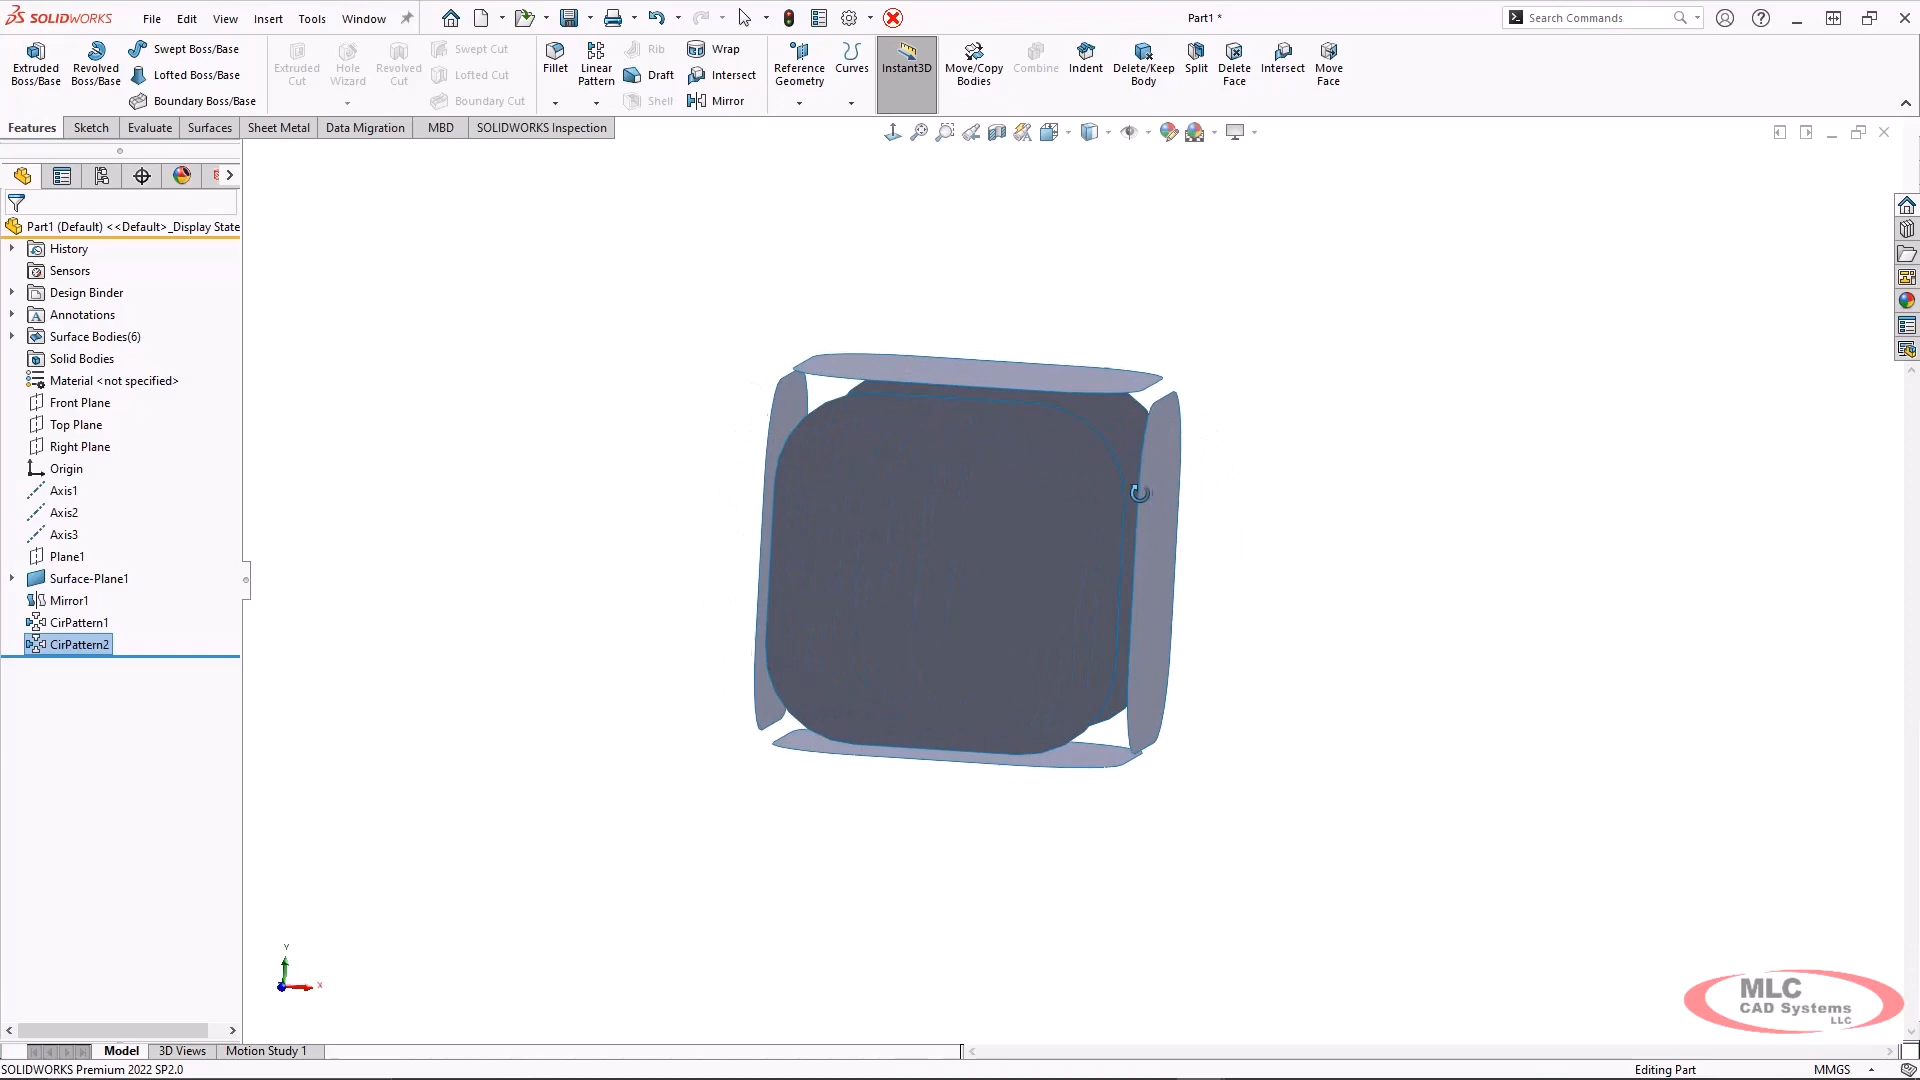 SOLIDWORKS File Edit View Insert Tools Window Part1 * Search Commands
Extruded Boss/Base
Revolved Boss/Base
Swept Boss/Base
Lofted Boss/Base
Boundary Boss/Base
Extruded Cut
Hole Wizard
Revolved Cut
Swept Cut
Lofted Cut
Boundary Cut
Fillet
Linear Pattern
Rib
Draft
Shell
Wrap
Intersect
Mirror
Reference Geometry
Curves
Instant3D
Move/Copy Bodies
Combine
Indent
Delete/Keep Body
Split
Delete Face
Intersect
Move Face
Features Sketch Evaluate Surfaces Sheet Metal Data Migration MBD SOLIDWORKS Inspection
Part1 (Default) <<Default>_Display State
History
Sensors
Design Binder
Annotations
Surface Bodies(6)
Solid Bodies
Material <not specified>
Front Plane
Top Plane
Right Plane
Origin
Axis1
Axis2
Axis3
Plane1
Surface-Plane1
Mirror1
CirPattern1
CirPattern2
Y
X
MLC
CAD Systems
LLC
Model 3D Views Motion Study 1
SOLIDWORKS Premium 2022 SP2.0 Editing Part MMGS